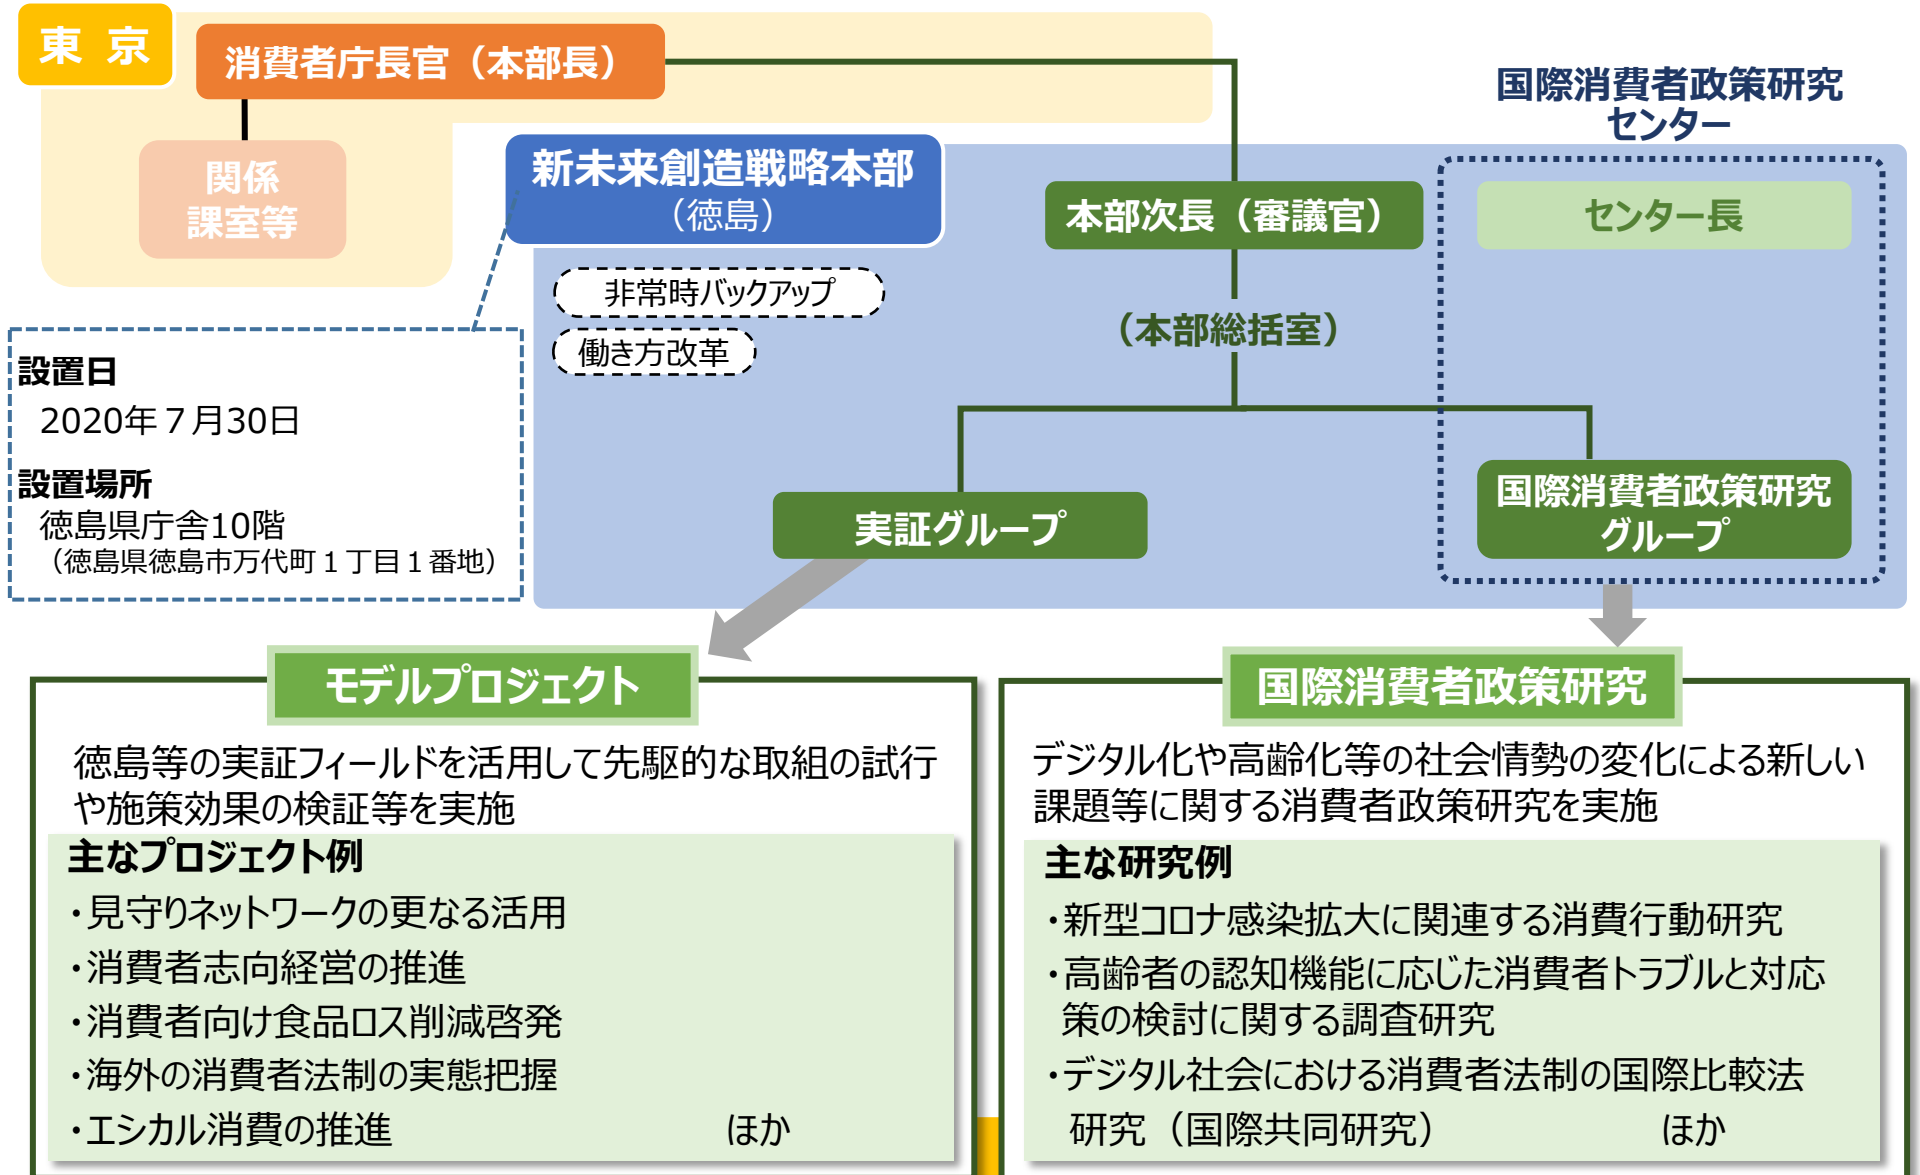 東 京
消費者庁長官（本部長）
関係
課室等
国際消費者政策研究
センター
新未来創造戦略本部
（徳島）
本部次長（審議官）
センター長
非常時バックアップ
働き方改革
（本部総括室）
設置日
2020年７月30日
設置場所
徳島県庁舎10階
（徳島県徳島市万代町１丁目１番地）
実証グループ
国際消費者政策研究
グループ
モデルプロジェクト
徳島等の実証フィールドを活用して先駆的な取組の試行
や施策効果の検証等を実施
主なプロジェクト例
・見守りネットワークの更なる活用
・消費者志向経営の推進
・消費者向け食品ロス削減啓発
・海外の消費者法制の実態把握
・エシカル消費の推進　ほか
国際消費者政策研究
デジタル化や高齢化等の社会情勢の変化による新しい
課題等に関する消費者政策研究を実施
主な研究例
・新型コロナ感染拡大に関連する消費行動研究
・高齢者の認知機能に応じた消費者トラブルと対応
策の検討に関する調査研究
・デジタル社会における消費者法制の国際比較法
研究（国際共同研究）　ほか